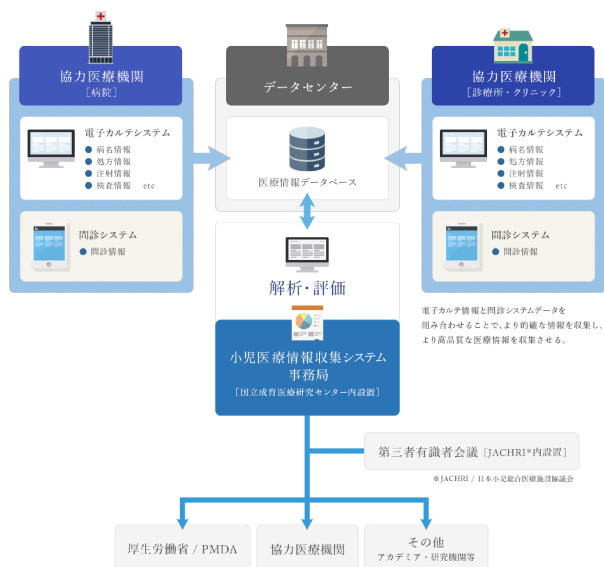 協力医療機関
[病院]
電子カルテシステム
病名情報
処方情報
注射情報
検査情報 etc
問診システム
問診情報
データセンター
医療情報データベース
協力医療機関
[診療所・クリニック]
電子カルテシステム
病名情報
処方情報
注射情報
検査情報 etc
問診システム
問診情報
電子カルテ情報と問診システムデータを
組み合わせることで、より的確な情報を収集し、
より高品質な医療情報を収集させる。
解析・評価
小児医療情報収集システム
事務局
[国立成育医療研究センター内設置]
第三者有識者会議 [JACHRI※内設置]
※JACHRI / 日本小児総合医療施設協議会
厚生労働省 / PMDA
協力医療機関
その他
アカデミア・研究機関等